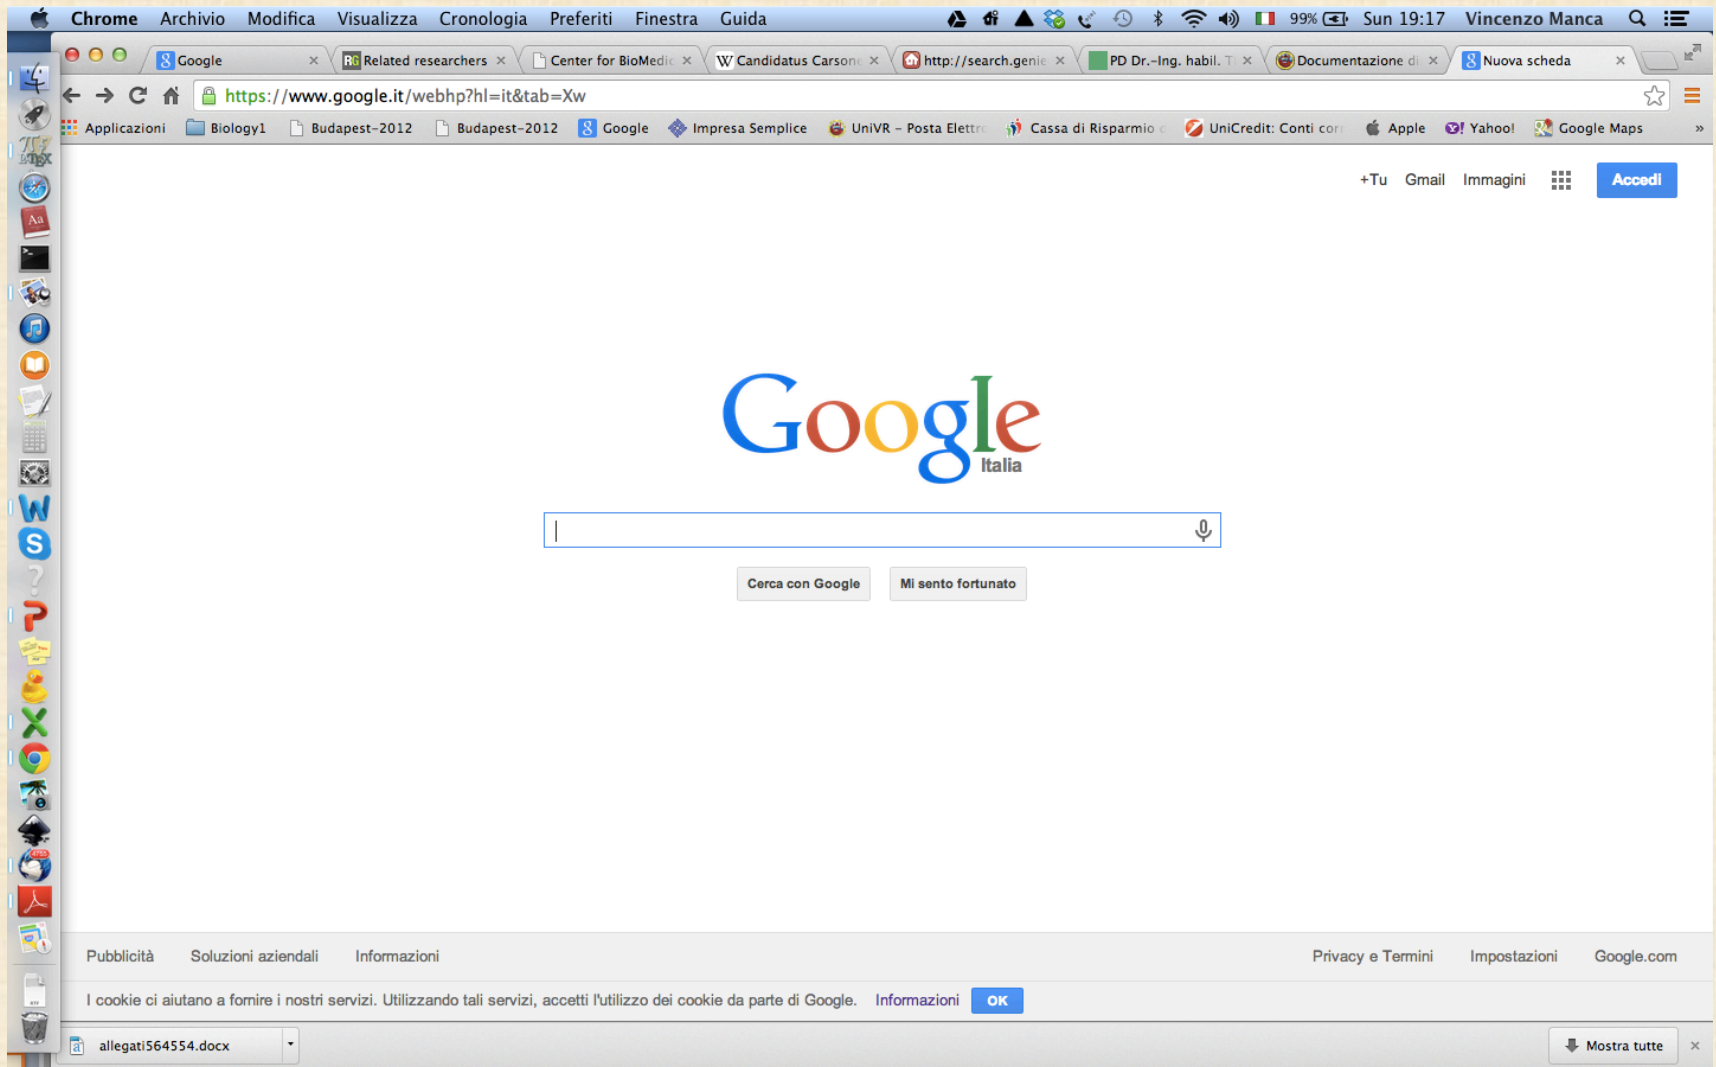 Chrome Archivio Modifica Visualizza Cronologia Preferiti Finestra Guida 99% Sun 19:17 Vincenzo Manca
Google Related researchers Center for BioMedic Candidatus Carson http://search.genie PD Dr.-Ing. habil. T Documentazione di Nuova scheda
https://www.google.it/webhp?hl=it&tab=Xw
Applicazioni Biology1 Budapest-2012 Budapest-2012 Google Impresa Semplice UniVR - Posta Elettr Cassa di Risparmio UniCredit: Conti corr Apple Yahoo! Google Maps »
+Tu Gmail Immagini Accedi
Google
Italia
Cerca con Google Mi sento fortunato
Pubblicità Soluzioni aziendali Informazioni Privacy e Termini Impostazioni Google.com
I cookie ci aiutano a fornire i nostri servizi. Utilizzando tali servizi, accetti l'utilizzo dei cookie da parte di Google. Informazioni OK
allegati564554.docx Mostra tutte